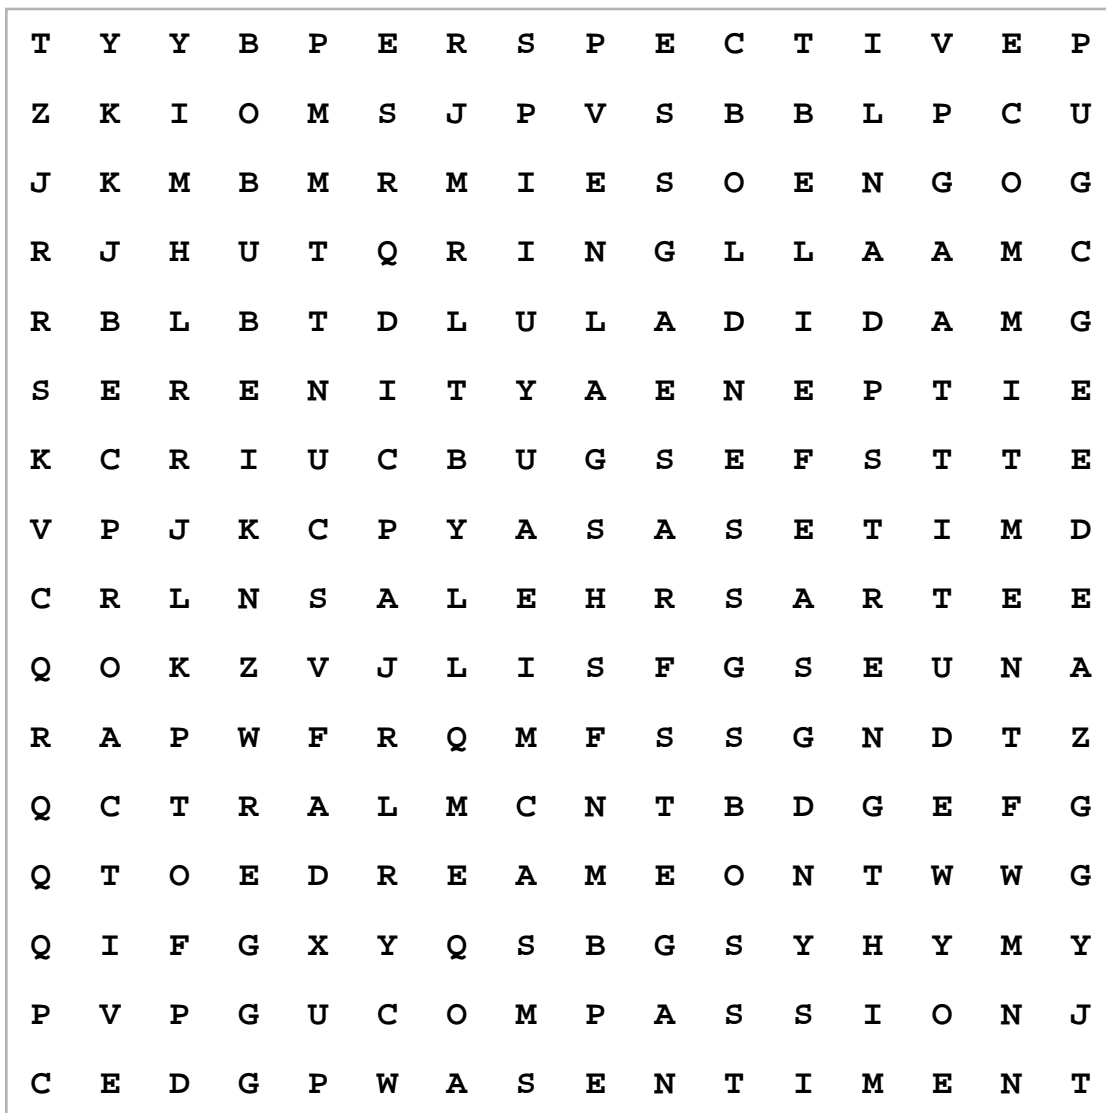 T Y Y B P E R S P E C T I V E P
Z K I O M S J P V S B B L P C U
J K M B M R M I E S O E N G O G
R J H U T Q R I N G L L A A M C
R B L B T D L U L A D I D A M G
S E R E N I T Y A E N E P T I E
K C R I U C B U G S E F S T T E
V P J K C P Y A S A S E T I M D
C R L N S A L E H R S A R T E E
Q O K Z V J L I S F G S E U N A
R A P W F R Q M F S S G N D T Z
Q C T R A L M C N T B D G E F G
Q T O E D R E A M E O N T W W G
Q I F G X Y Q S B G S Y H Y M Y
P V P G U C O M P A S S I O N J
C E D G P W A S E N T I M E N T